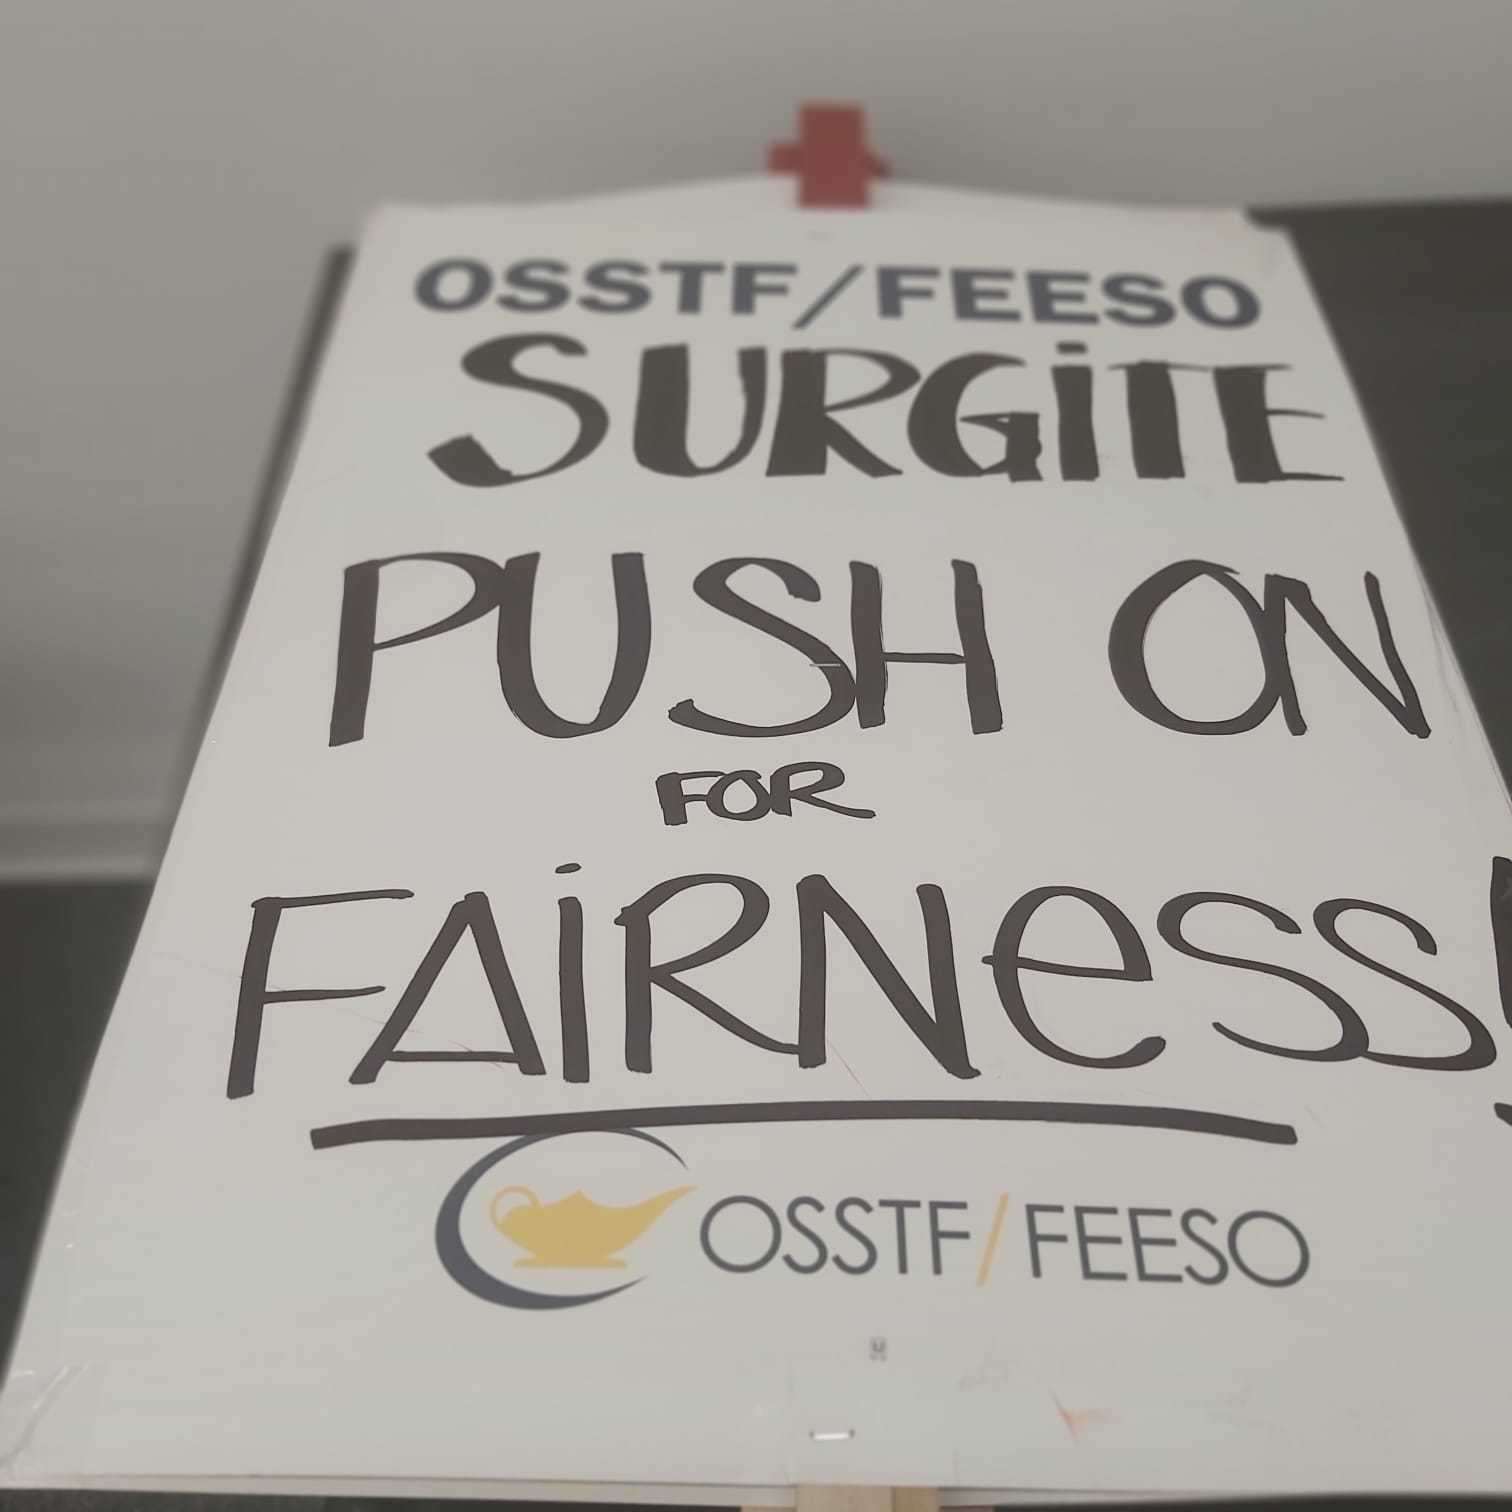 OSSTF/FEESO
SURGiTE
PUSH ON
FOR
FAiRNeSS!
OSSTF/FEESO